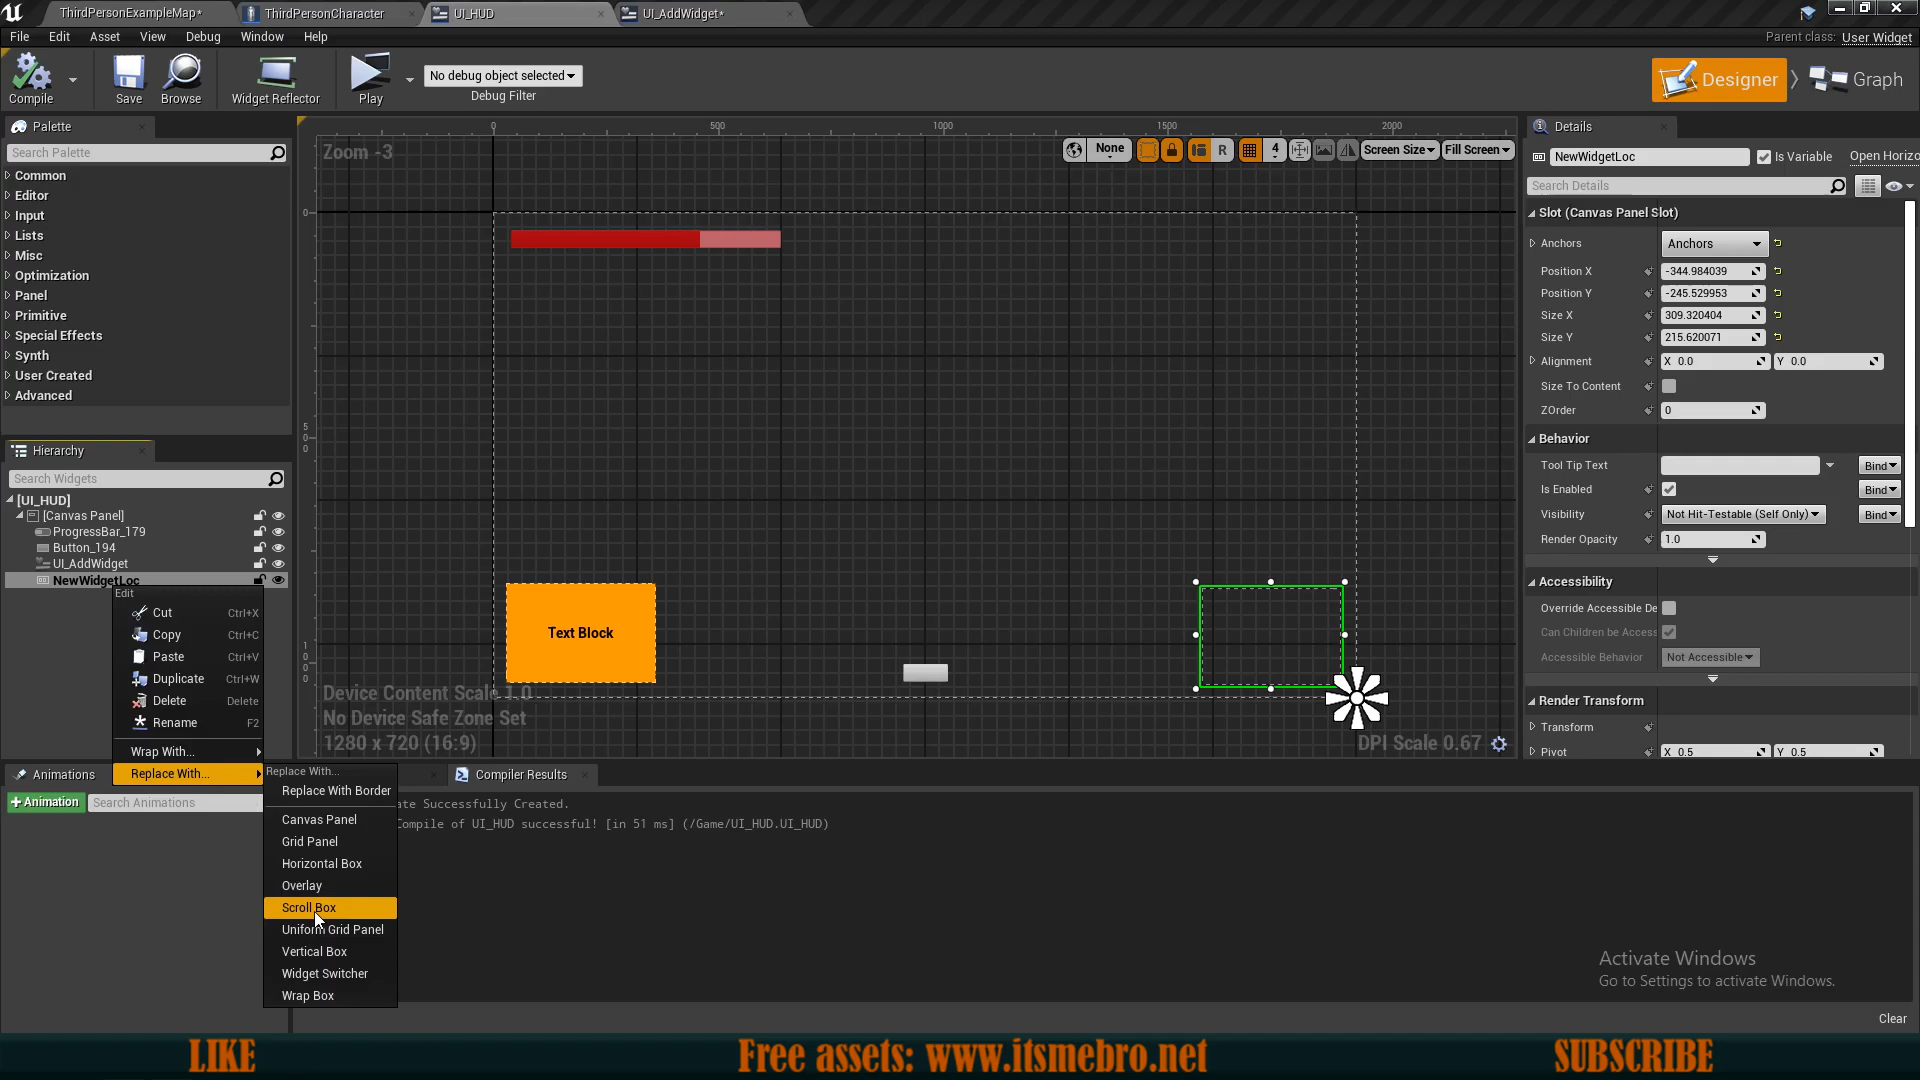 ThirdPersonExampleMap*
ThirdPersonCharacter
UI_HUD
UI_AddWidget*
File Edit Asset View Debug Window Help
Parent class: User Widget
Compile
Save
Browse
Widget Reflector
Play
No debug object selected
Debug Filter
Designer
Graph
Palette
Search Palette
Common
Editor
Input
Lists
Misc
Optimization
Panel
Primitive
Special Effects
Synth
User Created
Advanced
Hierarchy
Search Widgets
[UI_HUD]
[Canvas Panel]
ProgressBar_179
Button_194
UI_AddWidget
NewWidgetLoc
Edit
Cut Ctrl+X
Copy Ctrl+C
Paste Ctrl+V
Duplicate Ctrl+W
Delete Delete
Rename F2
Wrap With...
Replace With...
Replace With...
Replace With Border
Canvas Panel
Grid Panel
Horizontal Box
Overlay
Scroll Box
Uniform Grid Panel
Vertical Box
Widget Switcher
Wrap Box
Animations
Animation
Search Animations
0 500 1000 1500 2000
Zoom -3
None
R
4
Screen Size
Fill Screen
0
500
1000
Text Block
Device Content Scale 1.0
No Device Safe Zone Set
1280 x 720 (16:9)
DPI Scale 0.67
Compiler Results
ate Successfully Created.
Compile of UI_HUD successful! [in 51 ms] (/Game/UI_HUD.UI_HUD)
Details
NewWidgetLoc
Is Variable
Open Horizo
Search Details
Slot (Canvas Panel Slot)
Anchors Anchors
Position X -344.984039
Position Y -245.529953
Size X 309.320404
Size Y 215.620071
Alignment X 0.0 Y 0.0
Size To Content
ZOrder 0
Behavior
Tool Tip Text Bind
Is Enabled Bind
Visibility Not Hit-Testable (Self Only) Bind
Render Opacity 1.0
Accessibility
Override Accessible De
Can Children be Access
Accessible Behavior Not Accessible
Render Transform
Transform
Pivot X 0.5 Y 0.5
Activate Windows
Go to Settings to activate Windows.
Clear
LIKE
Free assets: www.itsmebro.net
SUBSCRIBE